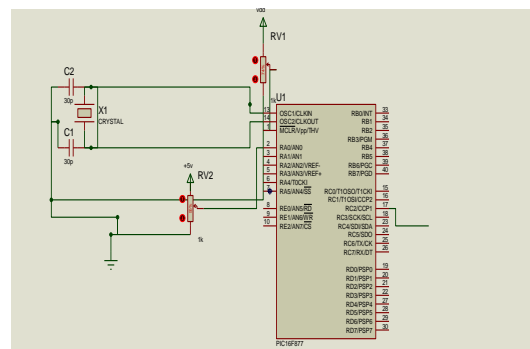 VDD
RV1
1k
C2
30p
X1
CRYSTAL
C1
30p
+5v
RV2
1k
U1
13 OSC1/CLKIN
14 OSC2/CLKOUT
1 MCLR/Vpp/THV
2 RA0/AN0
3 RA1/AN1
4 RA2/AN2/VREF-
5 RA3/AN3/VREF+
6 RA4/T0CKI
7 RA5/AN4/SS
8 RE0/AN5/RD
9 RE1/AN6/WR
10 RE2/AN7/CS
RB0/INT 33
RB1 34
RB2 35
RB3/PGM 36
RB4 37
RB5 38
RB6/PGC 39
RB7/PGD 40
RC0/T1OSO/T1CKI 15
RC1/T1OSI/CCP2 16
RC2/CCP1 17
RC3/SCK/SCL 18
RC4/SDI/SDA 23
RC5/SDO 24
RC6/TX/CK 25
RC7/RX/DT 26
RD0/PSP0 19
RD1/PSP1 20
RD2/PSP2 21
RD3/PSP3 22
RD4/PSP4 27
RD5/PSP5 28
RD6/PSP6 29
RD7/PSP7 30
PIC16F877